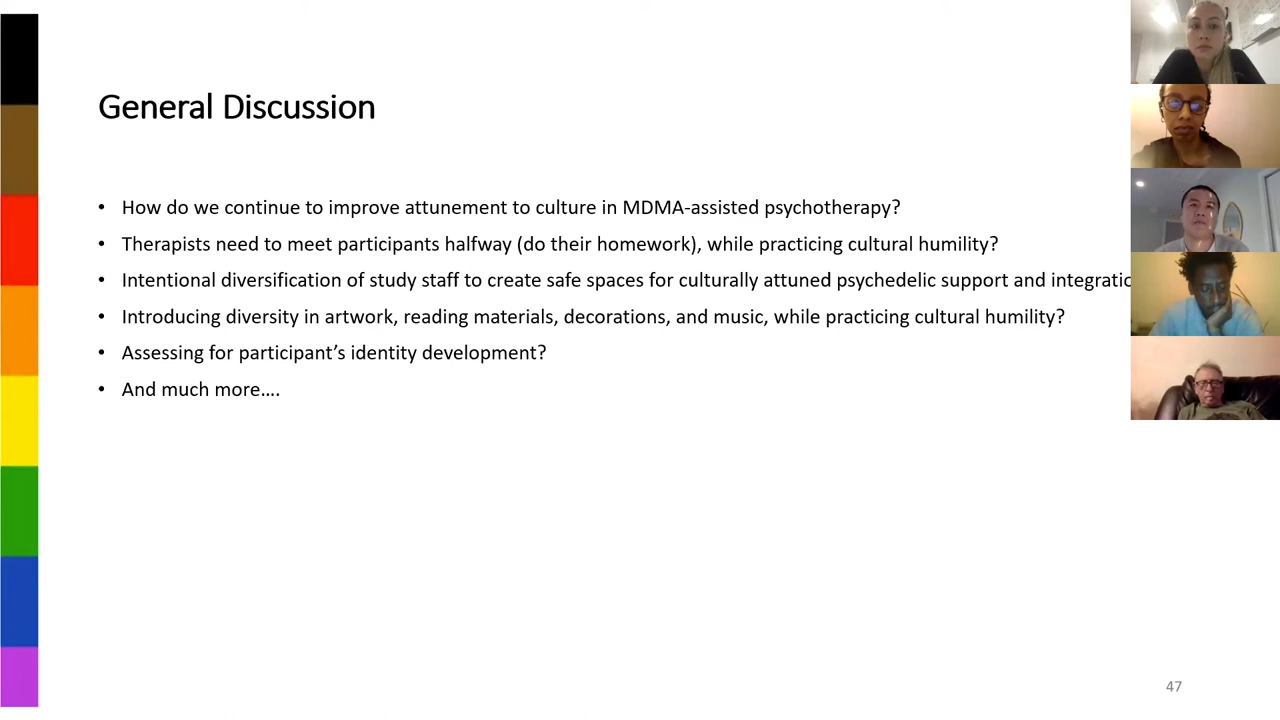 General Discussion
• How do we continue to improve attunement to culture in MDMA-assisted psychotherapy?
• Therapists need to meet participants halfway (do their homework), while practicing cultural humility?
• Intentional diversification of study staff to create safe spaces for culturally attuned psychedelic support and integratio
• Introducing diversity in artwork, reading materials, decorations, and music, while practicing cultural humility?
• Assessing for participant’s identity development?
• And much more….
47